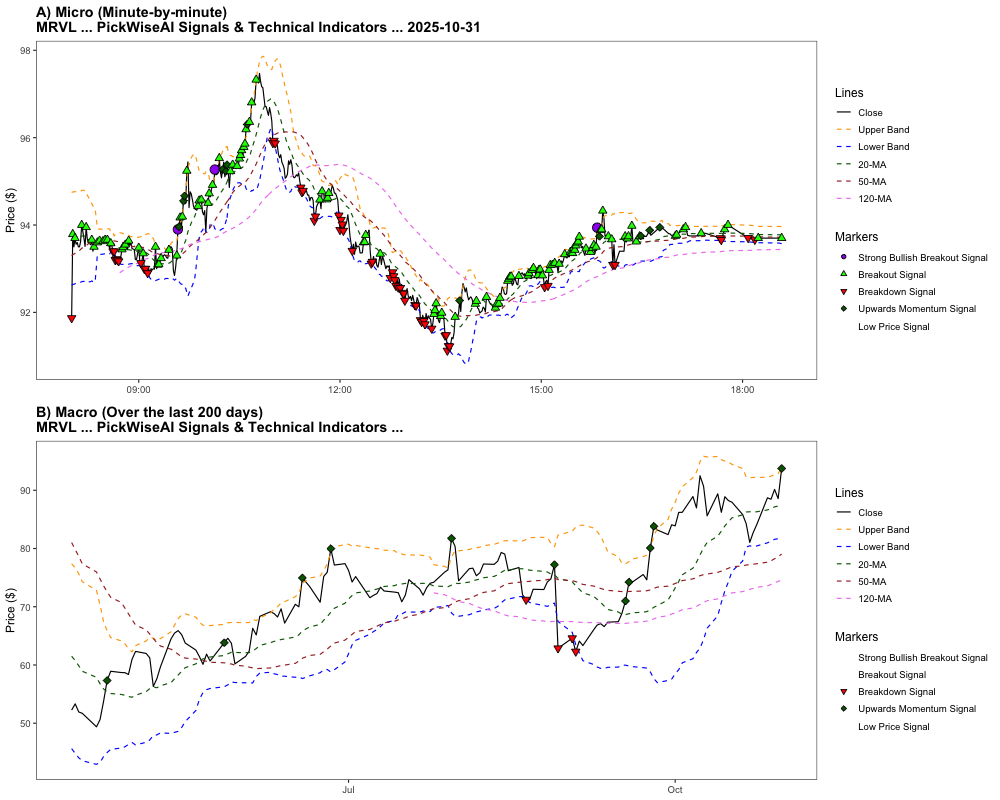 A) Micro (Minute-by-minute)
MRVL ... PickWiseAI Signals & Technical Indicators ... 2025-10-31
98
96
94
92
Price ($)
09:00
12:00
15:00
18:00
Lines
Close
Upper Band
Lower Band
20-MA
50-MA
120-MA
Markers
Strong Bullish Breakout Signal
Breakout Signal
Breakdown Signal
Upwards Momentum Signal
Low Price Signal
B) Macro (Over the last 200 days)
MRVL ... PickWiseAI Signals & Technical Indicators ...
90
80
70
60
50
Price ($)
Jul
Oct
Lines
Close
Upper Band
Lower Band
20-MA
50-MA
120-MA
Markers
Strong Bullish Breakout Signal
Breakout Signal
Breakdown Signal
Upwards Momentum Signal
Low Price Signal